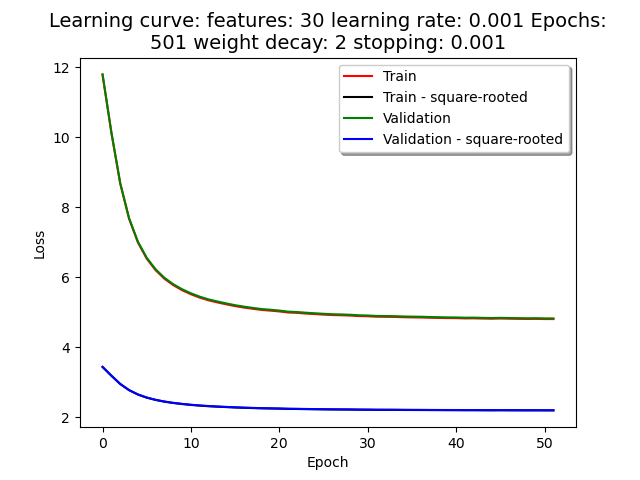 Learning curve: features: 30 learning rate: 0.001 Epochs:
501 weight decay: 2 stopping: 0.001
Train
Train - square-rooted
Validation
Validation - square-rooted
12
10
8
6
4
2
Loss
0
10
20
30
40
50
Epoch